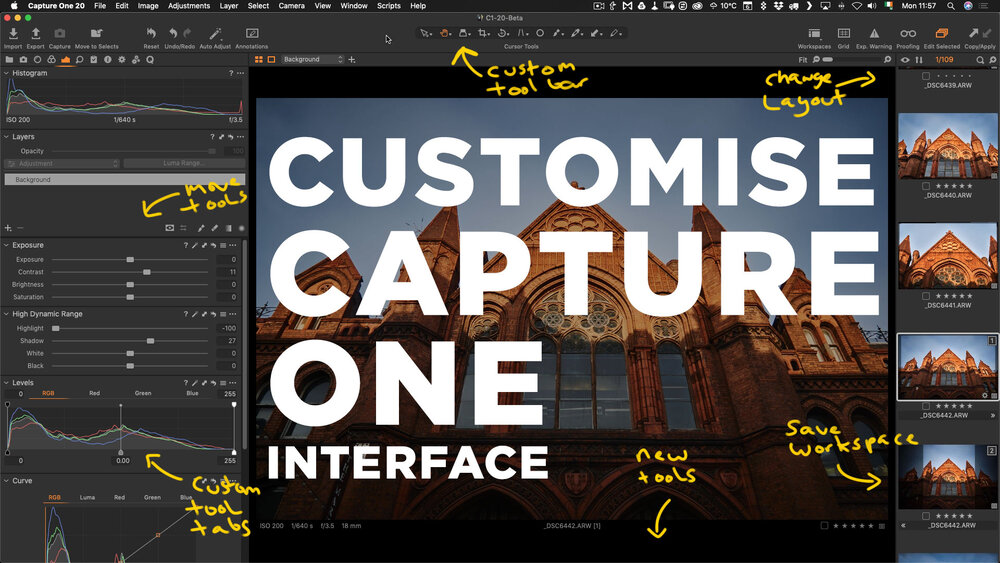 Capture One 20 File Edit Image Adjustments Layer Select Camera View Window Scripts Help
10°C Mon 11:57
C1-20-Beta
Import Export Capture Move to Selects Reset Undo/Redo Auto Adjust Annotations
Cursor Tools
Workspaces Grid Exp. Warning Proofing Edit Selected Copy/Apply
Background
Fit
1/109
Histogram
ISO 200 1/640 s f/3.5
Layers
Opacity 100
Adjustment Luma Range...
Background
Exposure
Exposure 0
Contrast 11
Brightness 0
Saturation 0
High Dynamic Range
Highlight -100
Shadow 27
White 0
Black 0
Levels
0 RGB Red Green Blue 255
0 0.00 255
Curve
RGB Luma Red Green Blue
custom
tool bar
change
Layout
move
tools
CUSTOMISE
CAPTURE
ONE
INTERFACE
custom
tool
tabs
new
tools
Save
workspace
ISO 200 1/640 s f/3.5 18 mm
_DSC6442.ARW [1]
_DSC6439.ARW
_DSC6440.ARW
_DSC6441.ARW
1
_DSC6442.ARW
2
_DSC6442.ARW